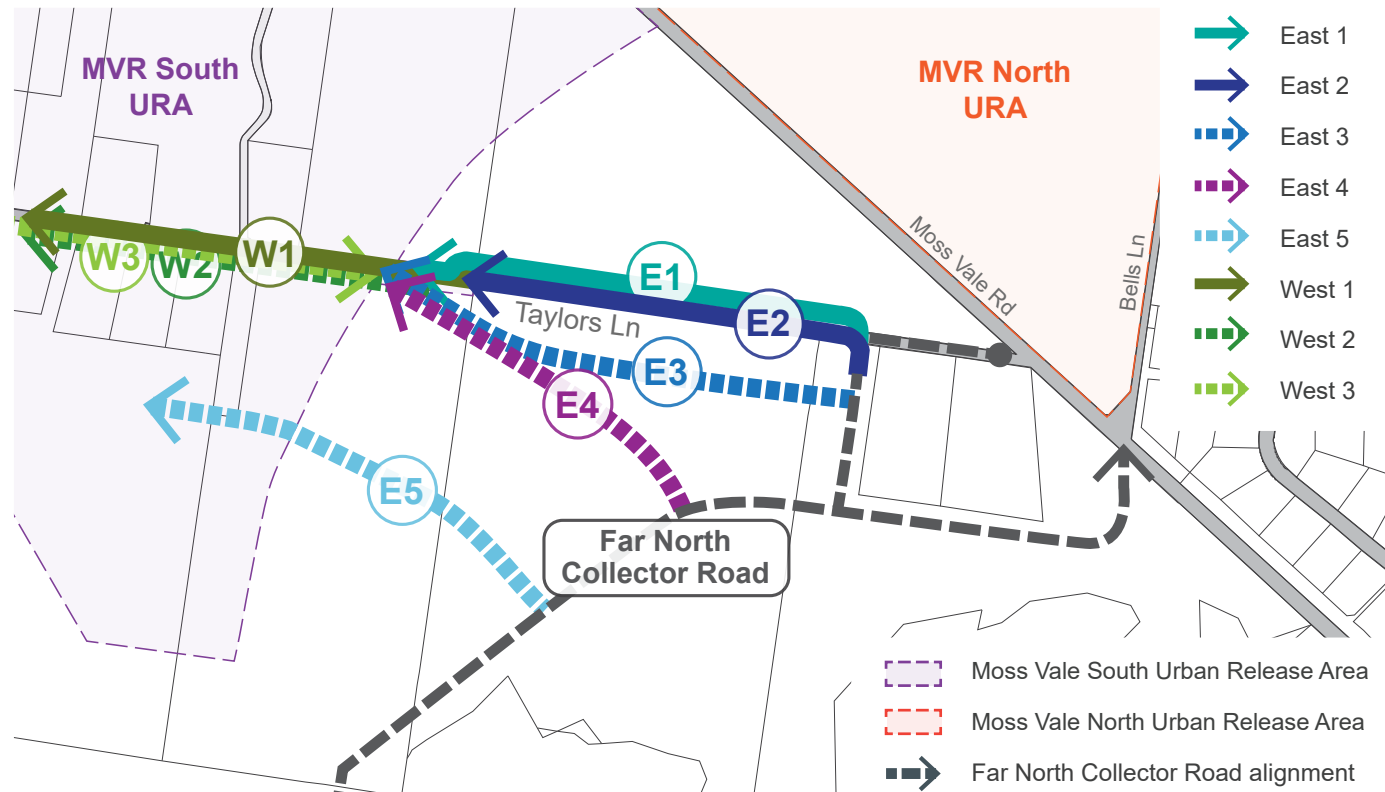 MVR South
URA
MVR North
URA
East 1
East 2
East 3
East 4
East 5
West 1
West 2
West 3
Moss Vale Rd
Bells Ln
W3
W2
W1
E1
E2
Taylors Ln
E3
E4
E5
Far North
Collector Road
Moss Vale South Urban Release Area
Moss Vale North Urban Release Area
Far North Collector Road alignment